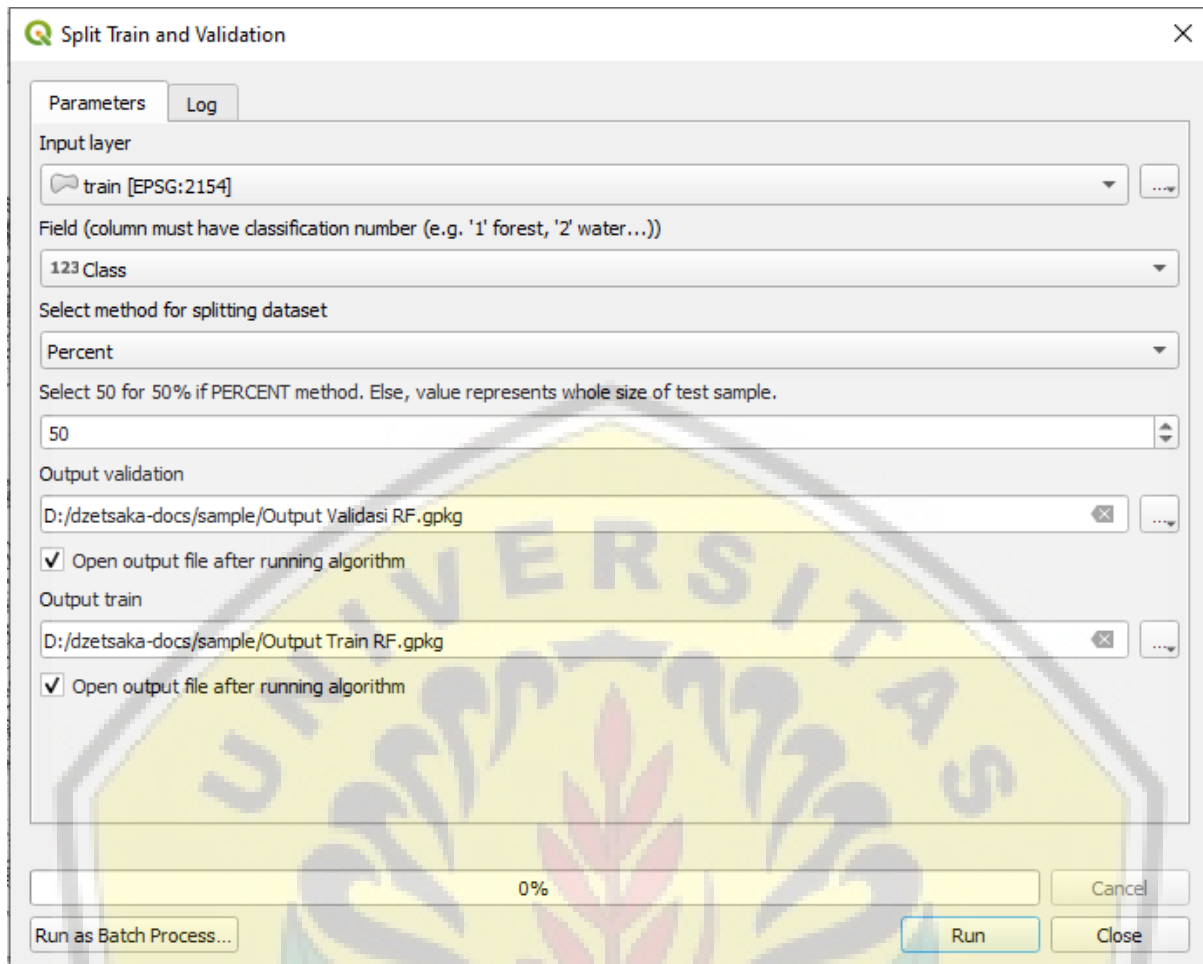 Split Train and Validation
Parameters
Log
Input layer
train [EPSG:2154]
...
Field (column must have classification number (e.g. '1' forest, '2' water...))
123 Class
Select method for splitting dataset
Percent
Select 50 for 50% if PERCENT method. Else, value represents whole size of test sample.
50
Output validation
D:/dzetsaka-docs/sample/Output Validasi RF.gpkg
...
Open output file after running algorithm
Output train
D:/dzetsaka-docs/sample/Output Train RF.gpkg
...
Open output file after running algorithm
UNIVERSITAS
0%
Cancel
Run as Batch Process...
Run
Close